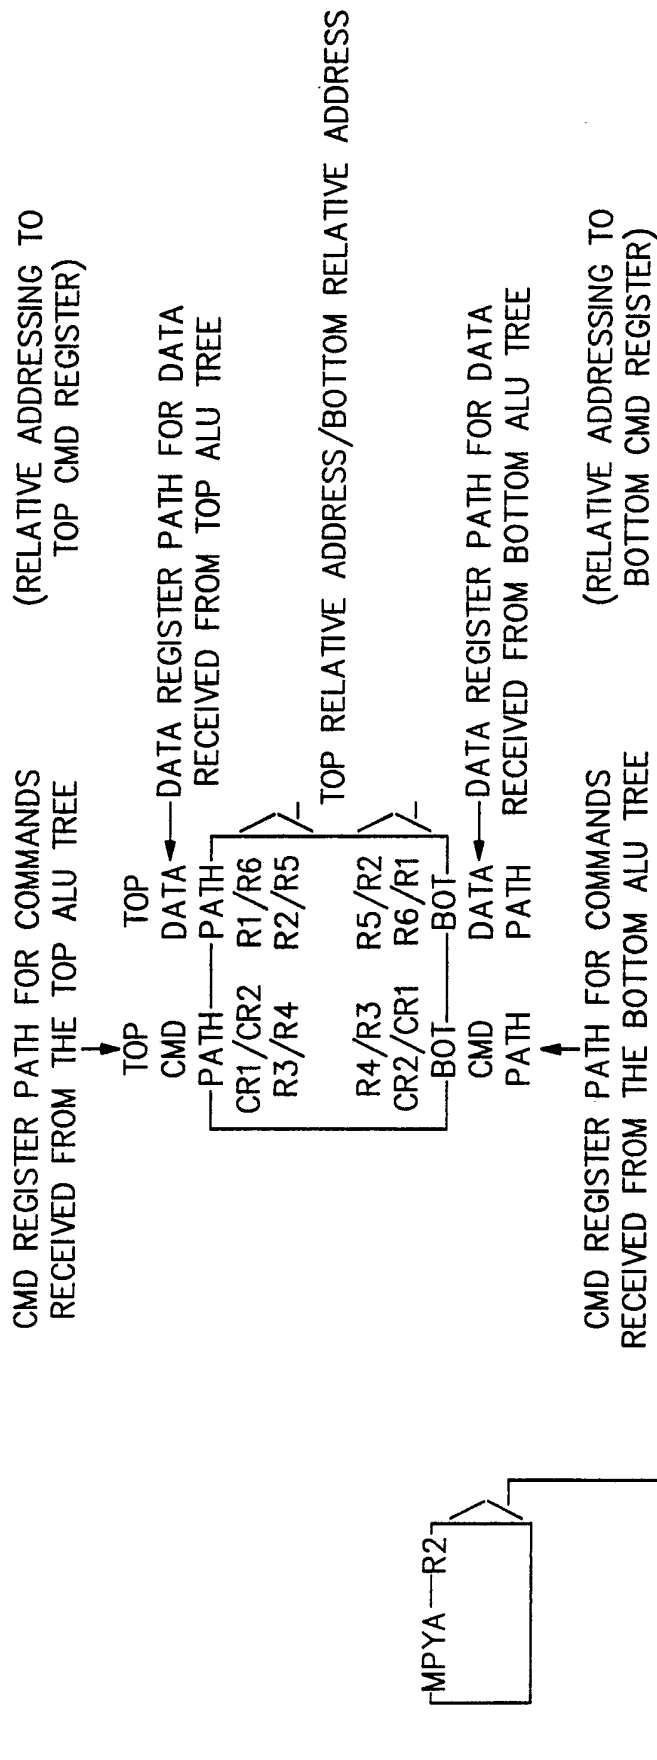 CMD REGISTER PATH FOR COMMANDS
RECEIVED FROM THE TOP ALU TREE
(RELATIVE ADDRESSING TO
TOP CMD REGISTER)
TOP
CMD
PATH
TOP
DATA
PATH
DATA REGISTER PATH FOR DATA
RECEIVED FROM TOP ALU TREE
CR1/CR2 R1/R6
R3/R4 R2/R5
TOP RELATIVE ADDRESS/BOTTOM RELATIVE ADDRESS
R4/R3 R5/R2
CR2/CR1 R6/R1
BOT
CMD
PATH
BOT
DATA
PATH
DATA REGISTER PATH FOR DATA
RECEIVED FROM BOTTOM ALU TREE
CMD REGISTER PATH FOR COMMANDS
RECEIVED FROM THE BOTTOM ALU TREE
(RELATIVE ADDRESSING TO
BOTTOM CMD REGISTER)
MPYA R2